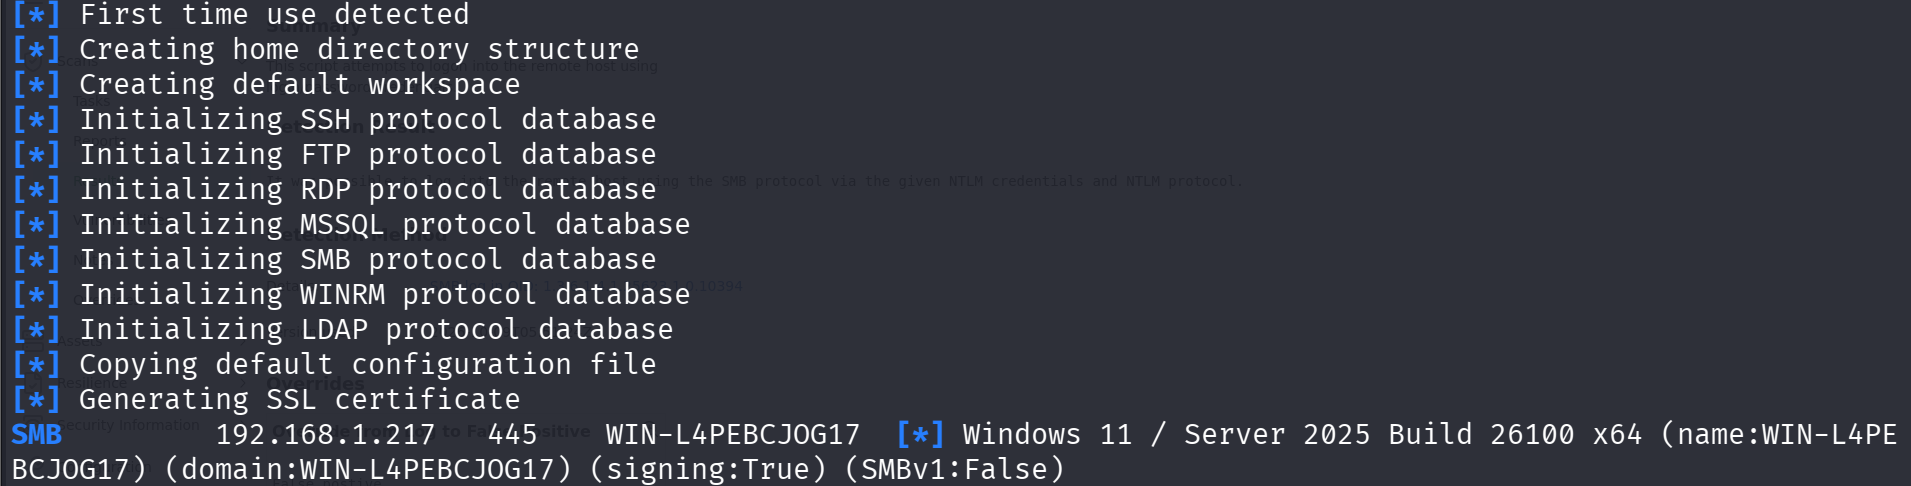 [*] First time use detected
[*] Creating home directory structure
[*] Creating default workspace
[*] Initializing SSH protocol database
[*] Initializing FTP protocol database
[*] Initializing RDP protocol database
[*] Initializing MSSQL protocol database
[*] Initializing SMB protocol database
[*] Initializing WINRM protocol database
[*] Initializing LDAP protocol database
[*] Copying default configuration file
[*] Generating SSL certificate
SMB 192.168.1.217 445 WIN-L4PEBCJOG17 [*] Windows 11 / Server 2025 Build 26100 x64 (name:WIN-L4PE
BCJOG17) (domain:WIN-L4PEBCJOG17) (signing:True) (SMBv1:False)